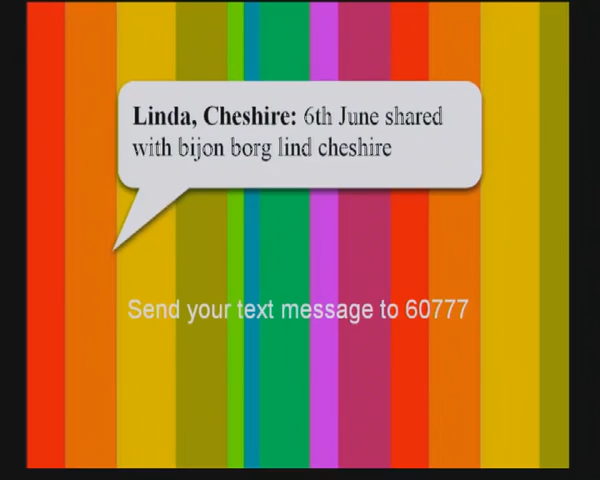 Linda, Cheshire: 6th June shared
with bijon borg lind cheshire
Send your text message to 60777